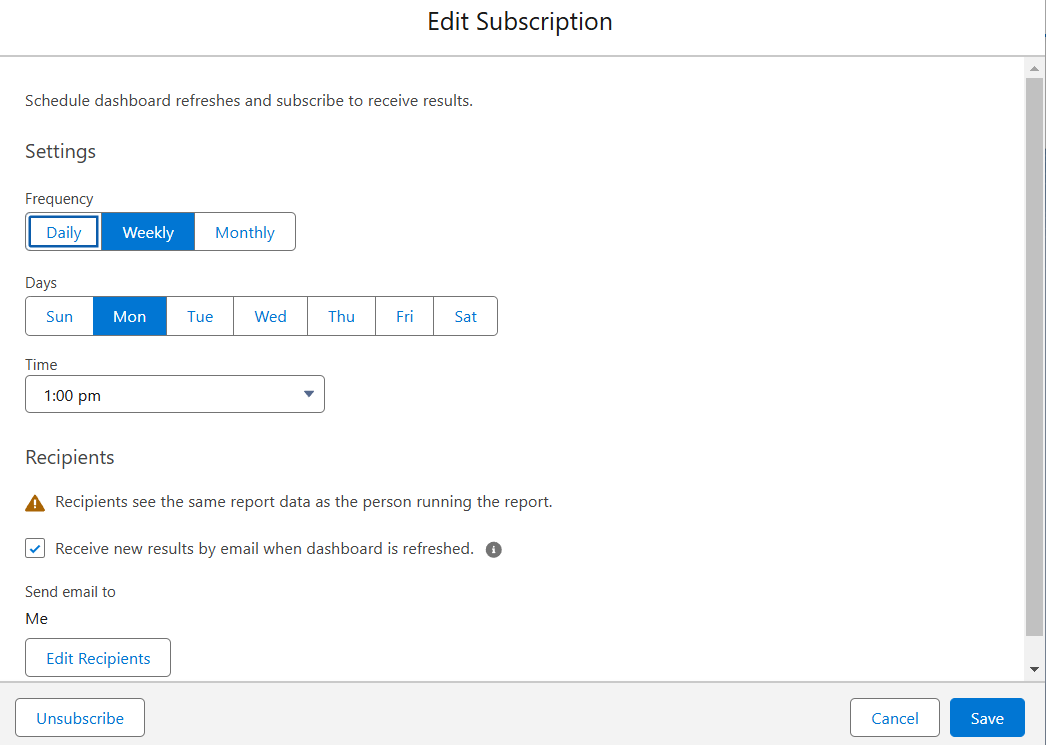 Edit Subscription
Schedule dashboard refreshes and subscribe to receive results.
Settings
Frequency
Daily Weekly Monthly
Days
Sun Mon Tue Wed Thu Fri Sat
Time
1:00 pm
Recipients
Recipients see the same report data as the person running the report.
Receive new results by email when dashboard is refreshed.
Send email to
Me
Edit Recipients
Unsubscribe Cancel Save